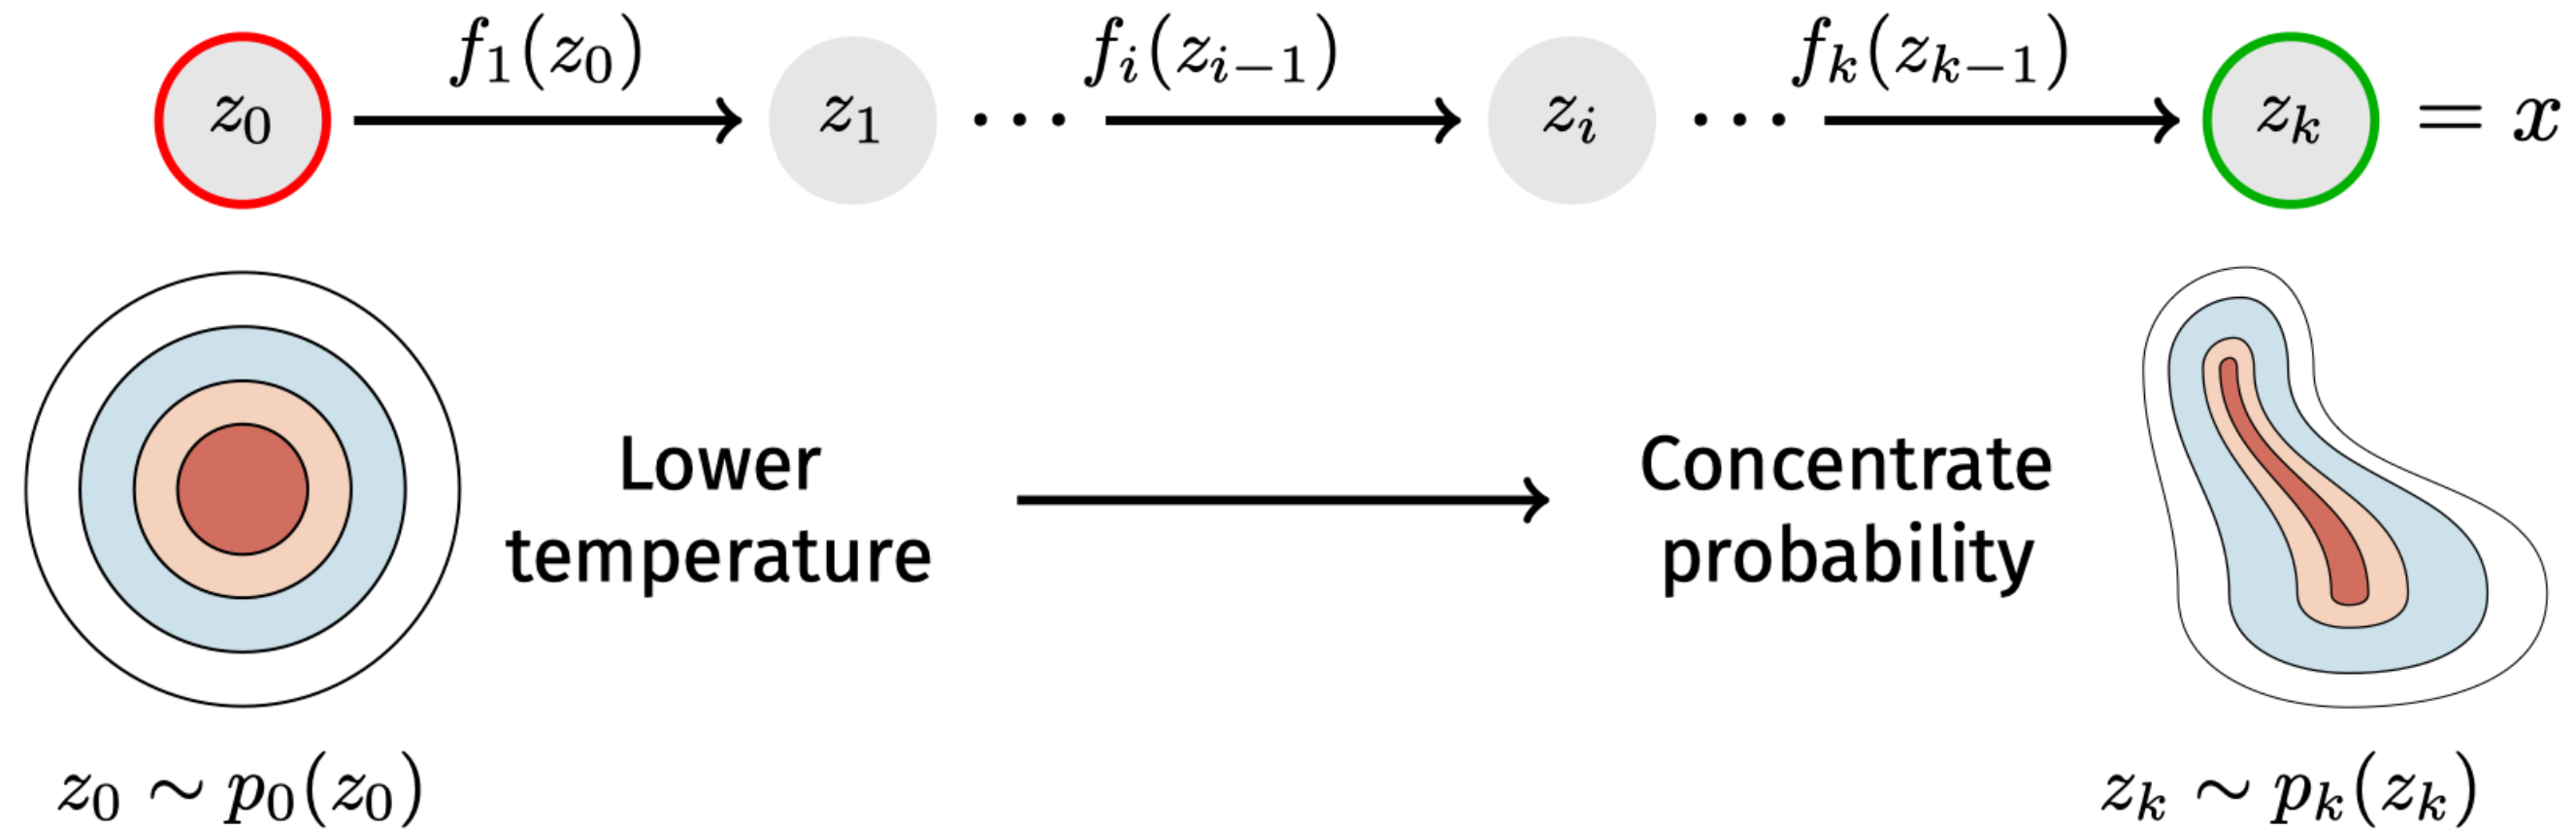 f₁(z₀) fᵢ(zᵢ₋₁) fₖ(zₖ₋₁)
z₀ z₁ ··· zᵢ ··· zₖ = x
Lower Concentrate
temperature probability
z₀ ∼ p₀(z₀) zₖ ∼ pₖ(zₖ)